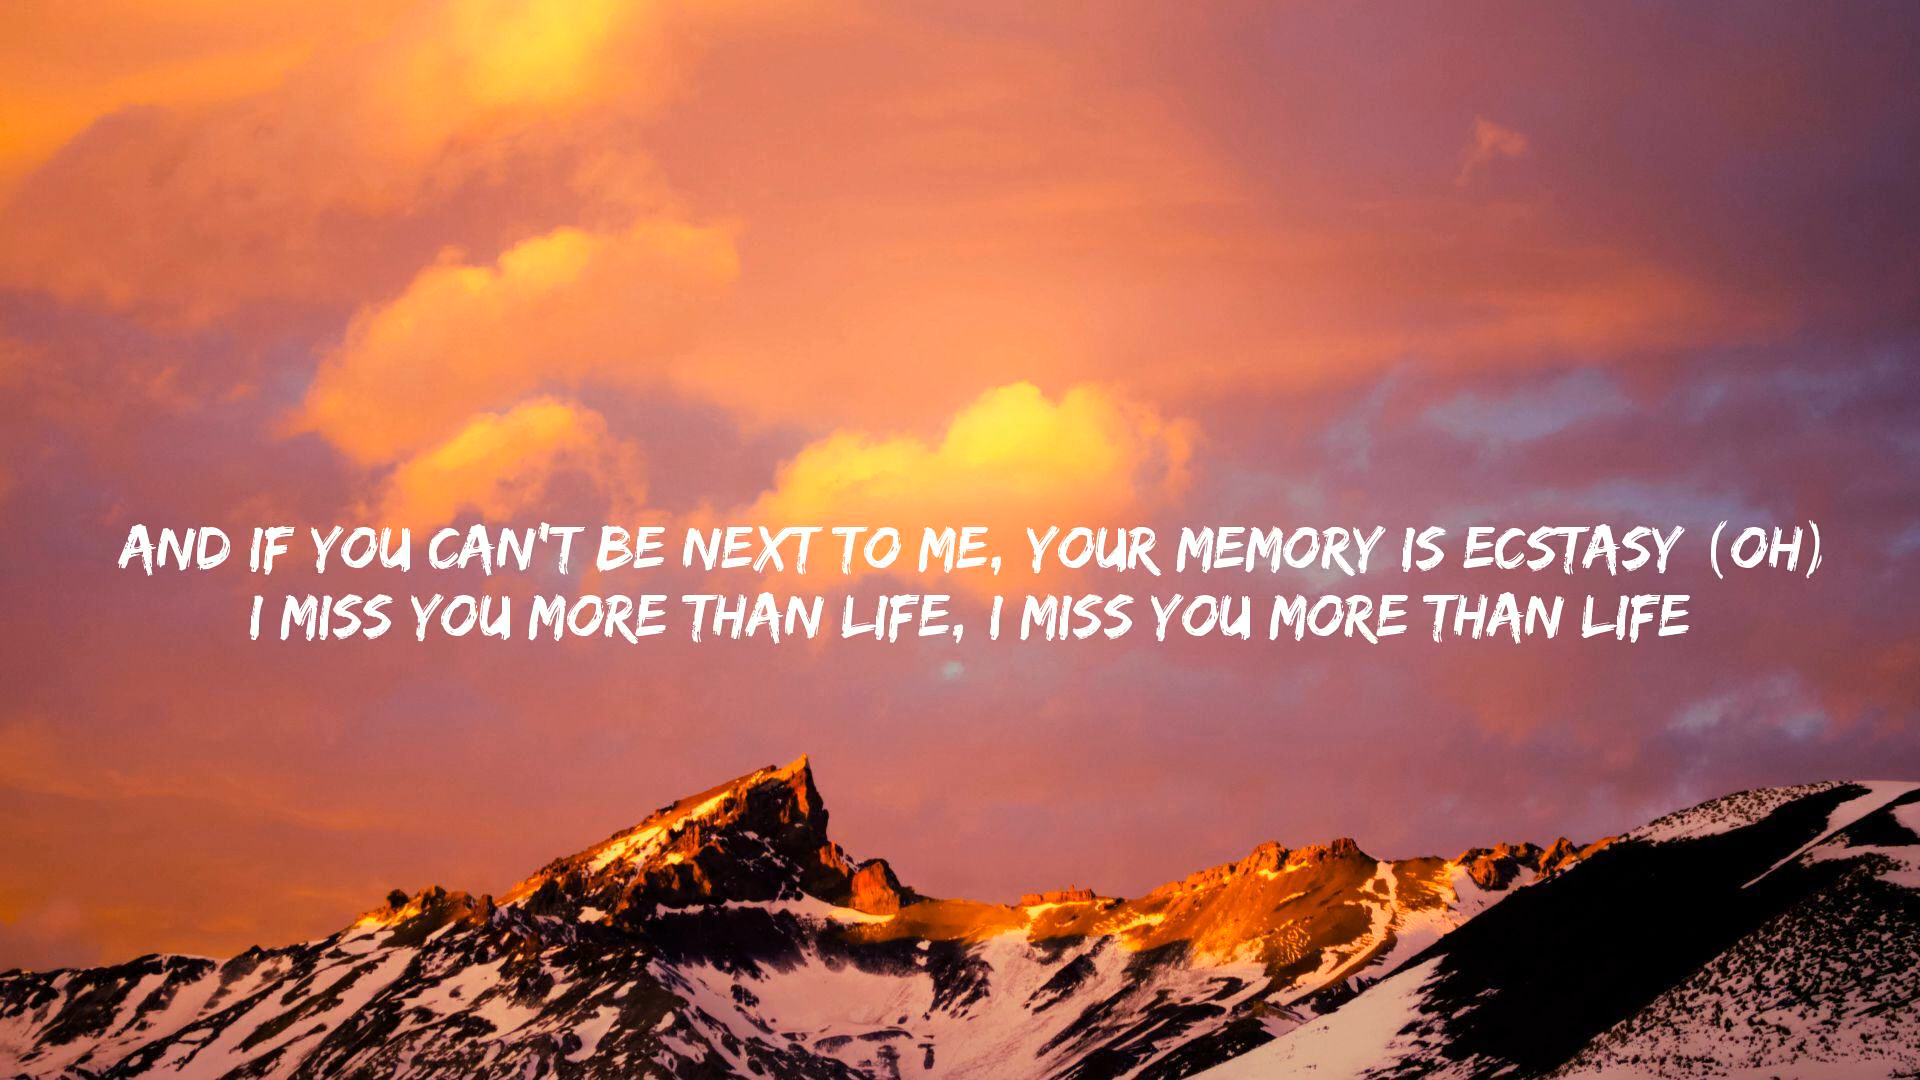 AND IF YOU CAN'T BE NEXT TO ME, YOUR MEMORY IS ECSTASY (OH)
I MISS YOU MORE THAN LIFE, I MISS YOU MORE THAN LIFE